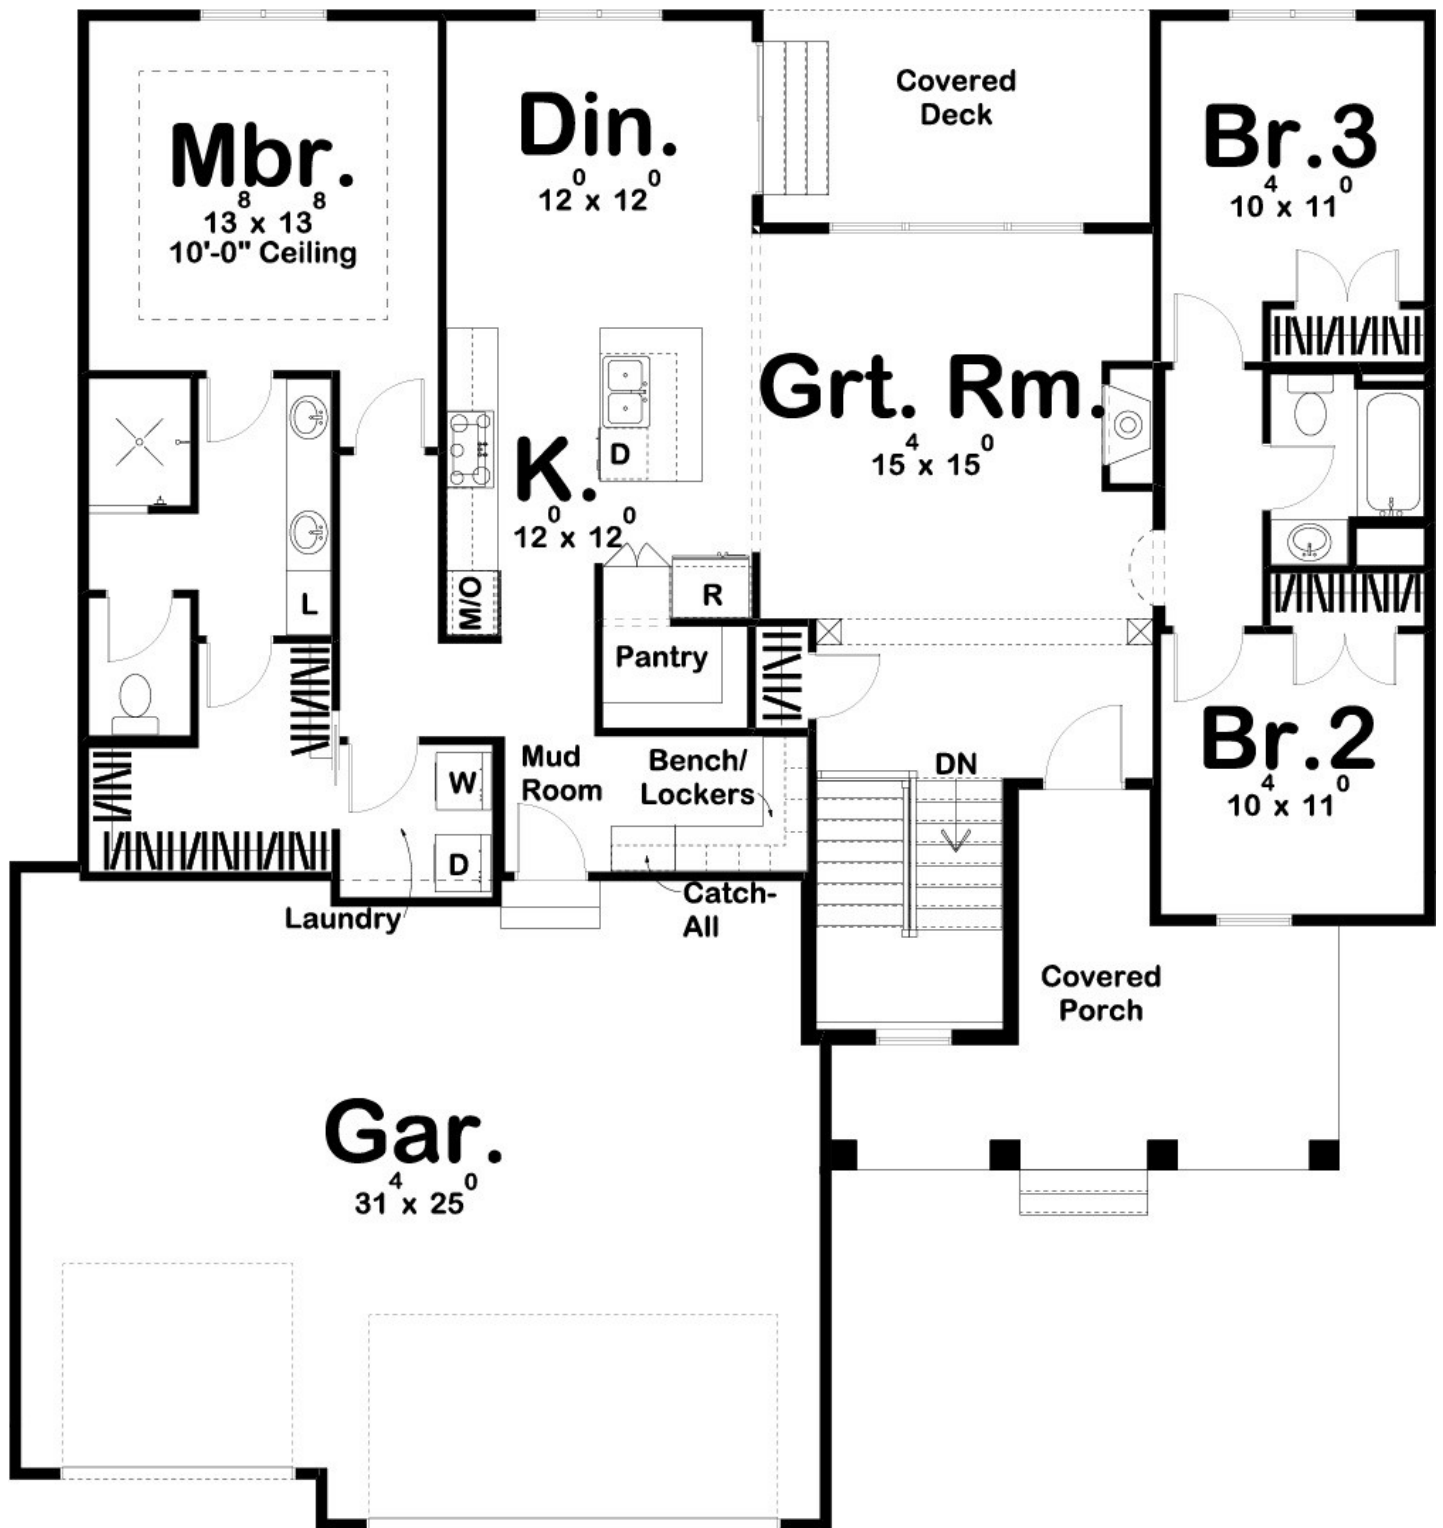 Mbr.
13⁸ x 13⁸
10'-0" Ceiling
Din.
12⁰ x 12⁰
Covered
Deck
Br.3
10⁴ x 11⁰
Grt. Rm.
15⁴ x 15⁰
K.
12⁰ x 12⁰
D
M/O
R
L
Pantry
Mud
Room
Bench/
Lockers
DN
Br.2
10⁴ x 11⁰
W
D
Laundry
Catch-
All
Covered
Porch
Gar.
31⁴ x 25⁰